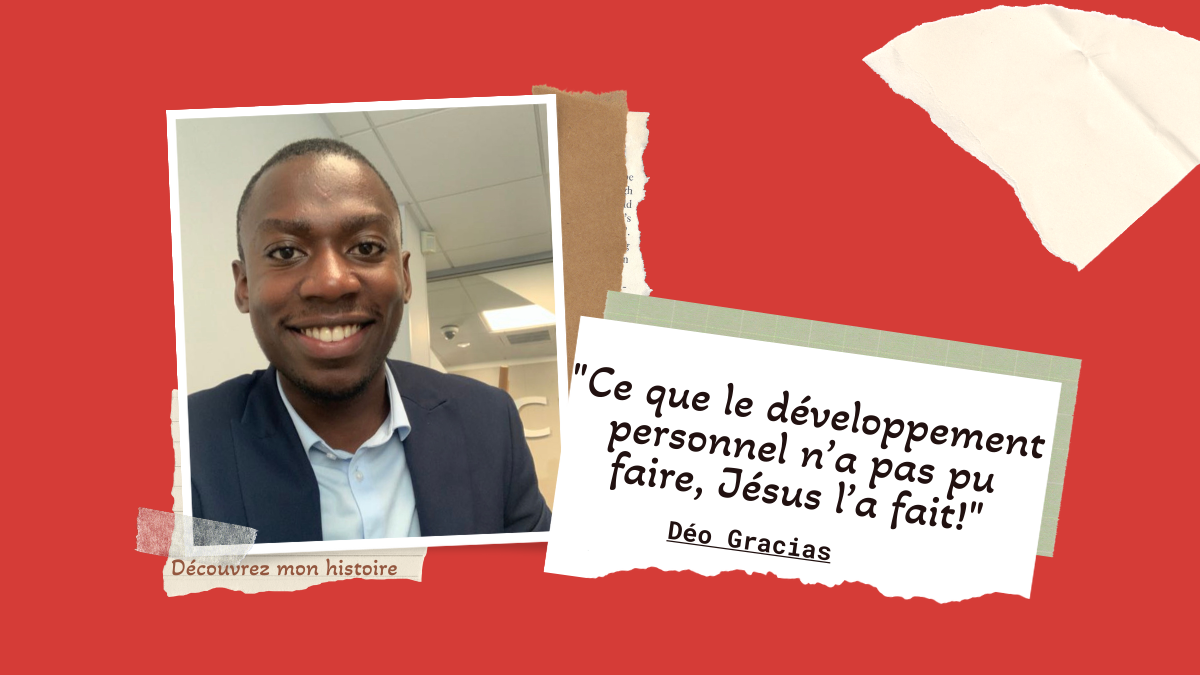 "Ce que le développement
personnel n’a pas pu
faire, Jésus l’a fait!"
Déo Gracias
Découvrez mon histoire